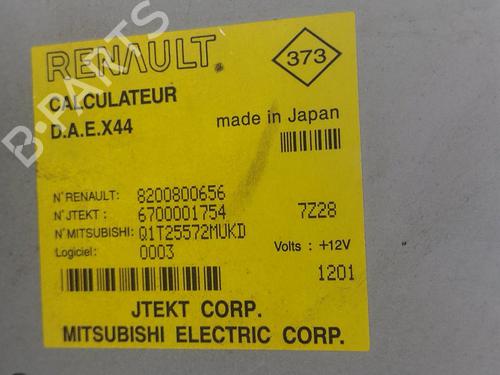 RENAULT
373
CALCULATEUR
D.A.E.X44
made in Japan
N° RENAULT: 8200800656
N° JTEKT: 6700001754
7Z28
N° MITSUBISHI: Q1T25572MUKD
Logiciel: 0003
Volts : +12V
1201
JTEKT CORP.
MITSUBISHI ELECTRIC CORP.
B-PARTS